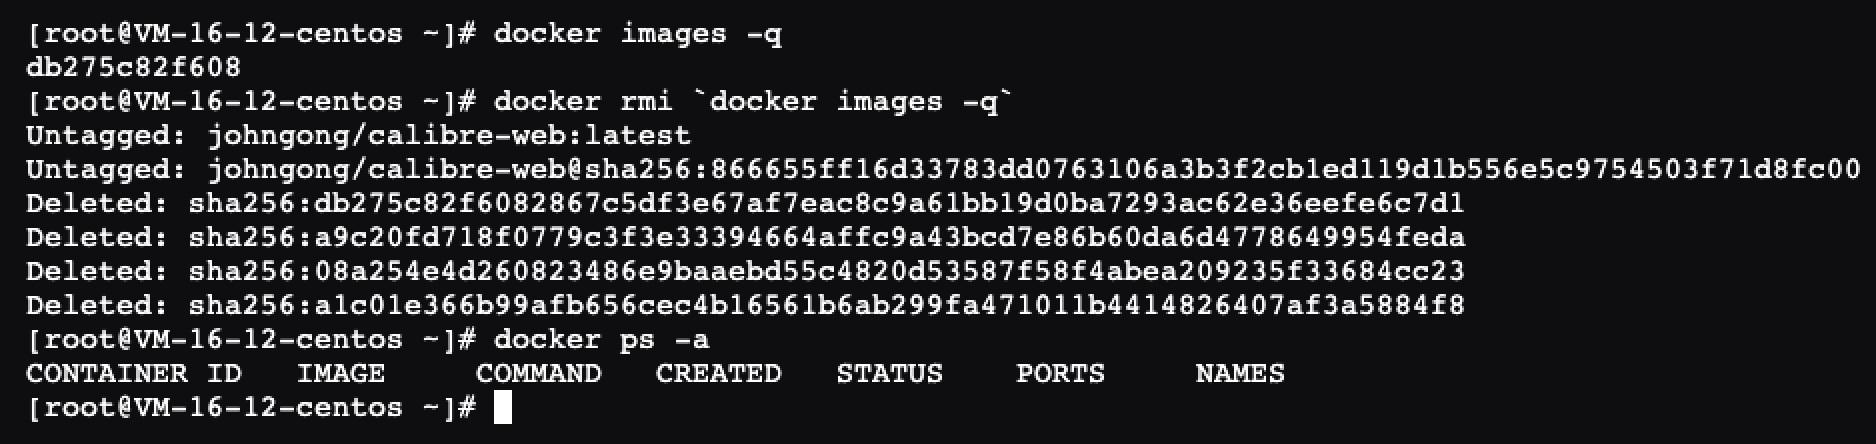 [root@VM-16-12-centos ~]# docker images -q
db275c82f608
[root@VM-16-12-centos ~]# docker rmi `docker images -q`
Untagged: johngong/calibre-web:latest
Untagged: johngong/calibre-web@sha256:866655ff16d33783dd0763106a3b3f2cb1ed119d1b556e5c9754503f71d8fc00
Deleted: sha256:db275c82f6082867c5df3e67af7eac8c9a61bb19d0ba7293ac62e36eefe6c7d1
Deleted: sha256:a9c20fd718f0779c3f3e33394664affc9a43bcd7e86b60da6d4778649954feda
Deleted: sha256:08a254e4d260823486e9baaebd55c4820d53587f58f4abea209235f33684cc23
Deleted: sha256:a1c01e366b99afb656cec4b16561b6ab299fa471011b4414826407af3a5884f8
[root@VM-16-12-centos ~]# docker ps -a
CONTAINER ID   IMAGE     COMMAND   CREATED   STATUS    PORTS     NAMES
[root@VM-16-12-centos ~]#